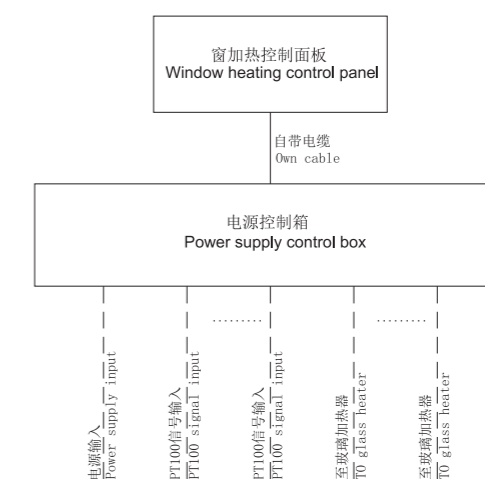 窗加热控制面板
Window heating control panel
自带电缆
Own cable
电源控制箱
Power supply control box
电源输入
Power supply input
PT100信号输入
PT100 signal input
PT100信号输入
PT100 signal input
至玻璃加热器
TO glass heater
至玻璃加热器
TO glass heater